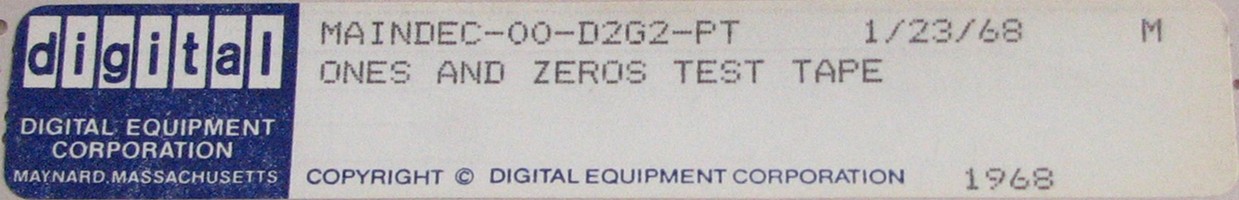 digital
DIGITAL EQUIPMENT
CORPORATION
MAYNARD, MASSACHUSETTS
MAINDEC-00-D2G2-PT 1/23/68 M
ONES AND ZEROS TEST TAPE
COPYRIGHT © DIGITAL EQUIPMENT CORPORATION 1968